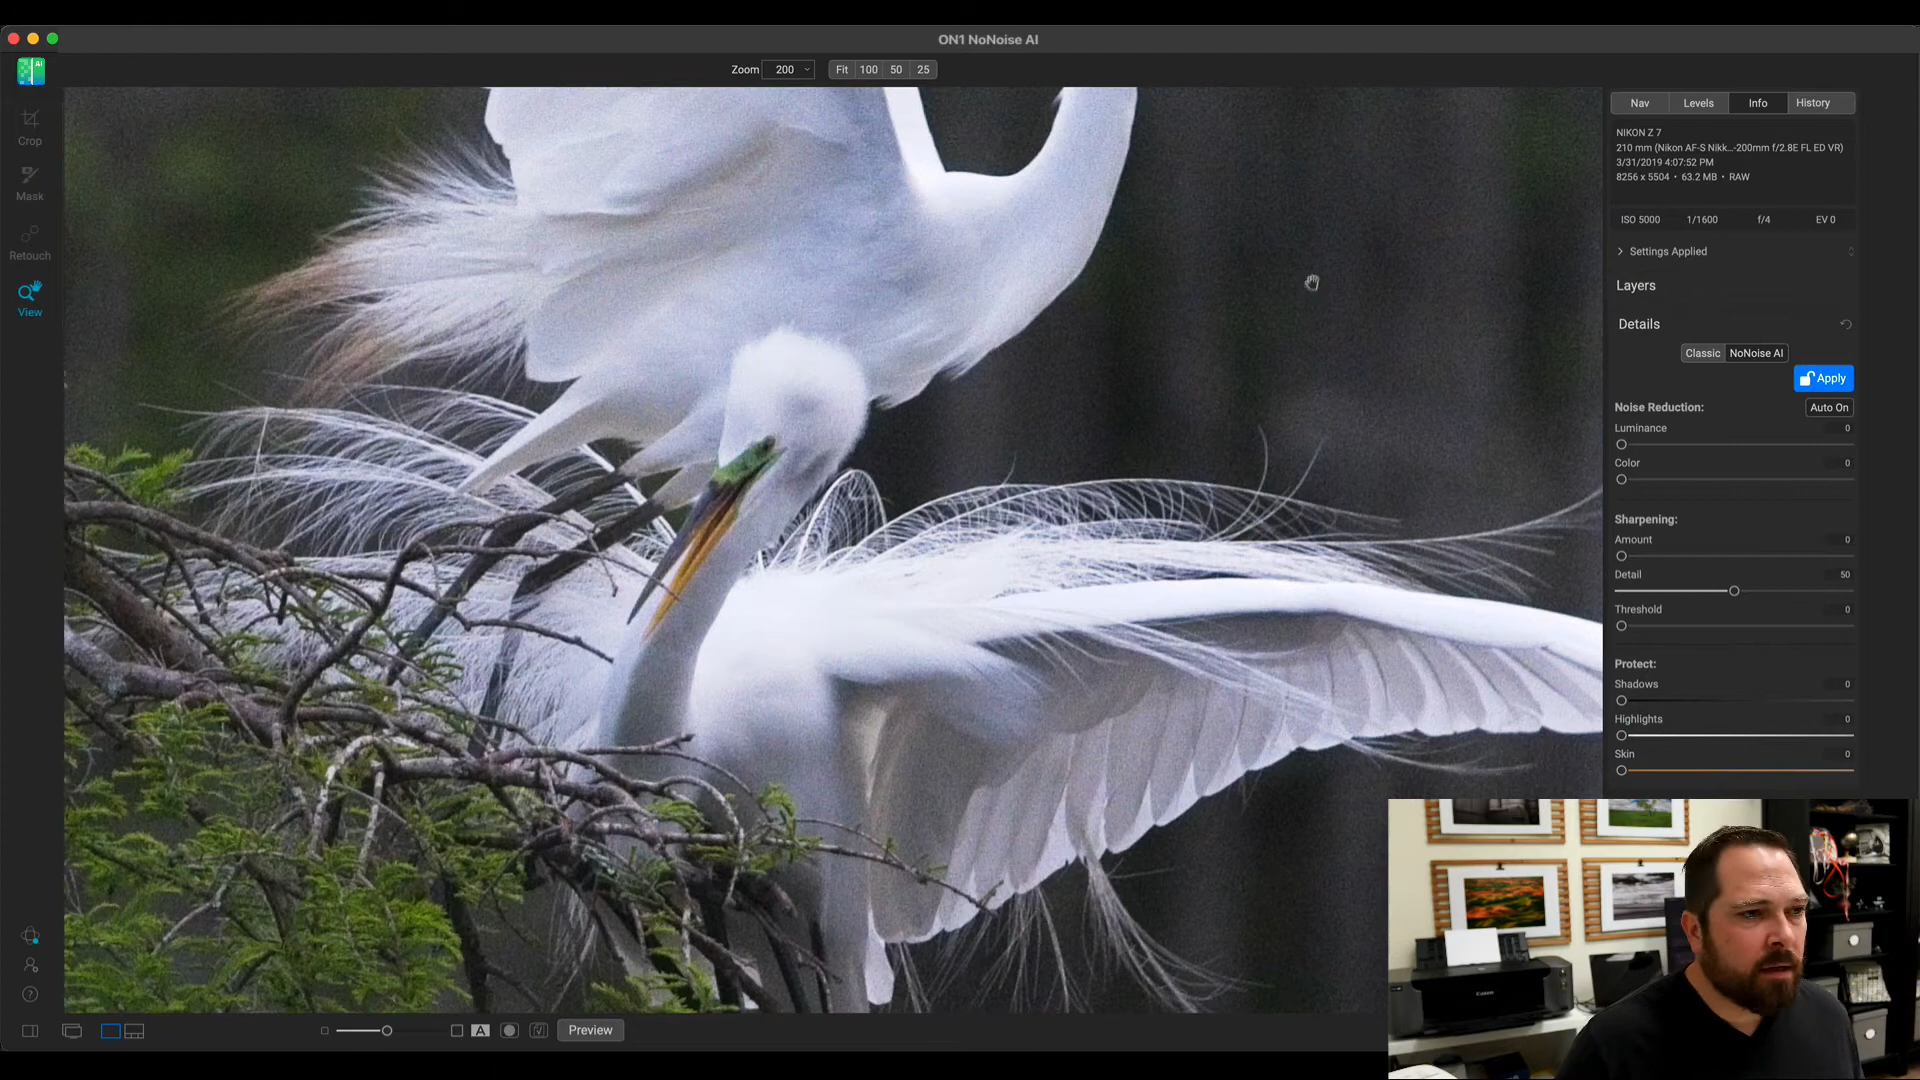 ON1 NoNoise AI
AI
Zoom 200 Fit 100 50 25
Crop
Mask
Retouch
View
Nav Levels Info History
NIKON Z 7
210 mm (Nikon AF-S Nikk...-200mm f/2.8E FL ED VR)
3/31/2019 4:07:52 PM
8256 x 5504 • 63.2 MB • RAW
ISO 5000 1/1600 f/4 EV 0
Settings Applied
Layers
Details
Classic NoNoise AI
Apply
Noise Reduction: Auto On
Luminance 0
Color 0
Sharpening:
Amount 0
Detail 50
Threshold 0
Protect:
Shadows 0
Highlights 0
Skin 0
?
A
Preview
Canon